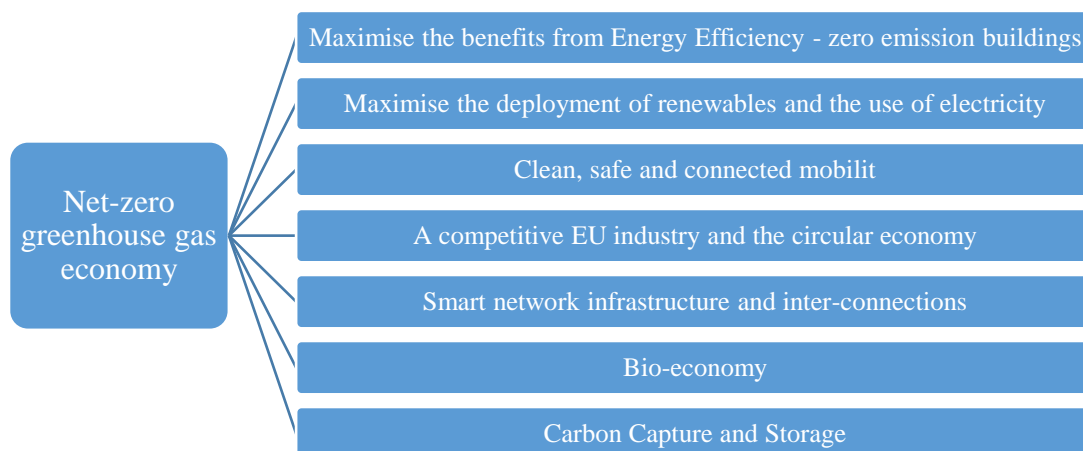 Net-zero
greenhouse gas
economy
Maximise the benefits from Energy Efficiency - zero emission buildings
Maximise the deployment of renewables and the use of electricity
Clean, safe and connected mobilit
A competitive EU industry and the circular economy
Smart network infrastructure and inter-connections
Bio-economy
Carbon Capture and Storage